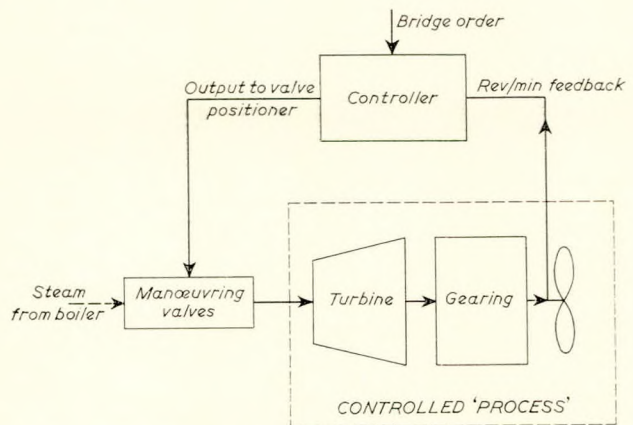 Bridge order
Output to valve
positioner
Controller
Rev/min feedback
Steam
from boiler
Manœuvring
valves
Turbine
Gearing
CONTROLLED 'PROCESS'